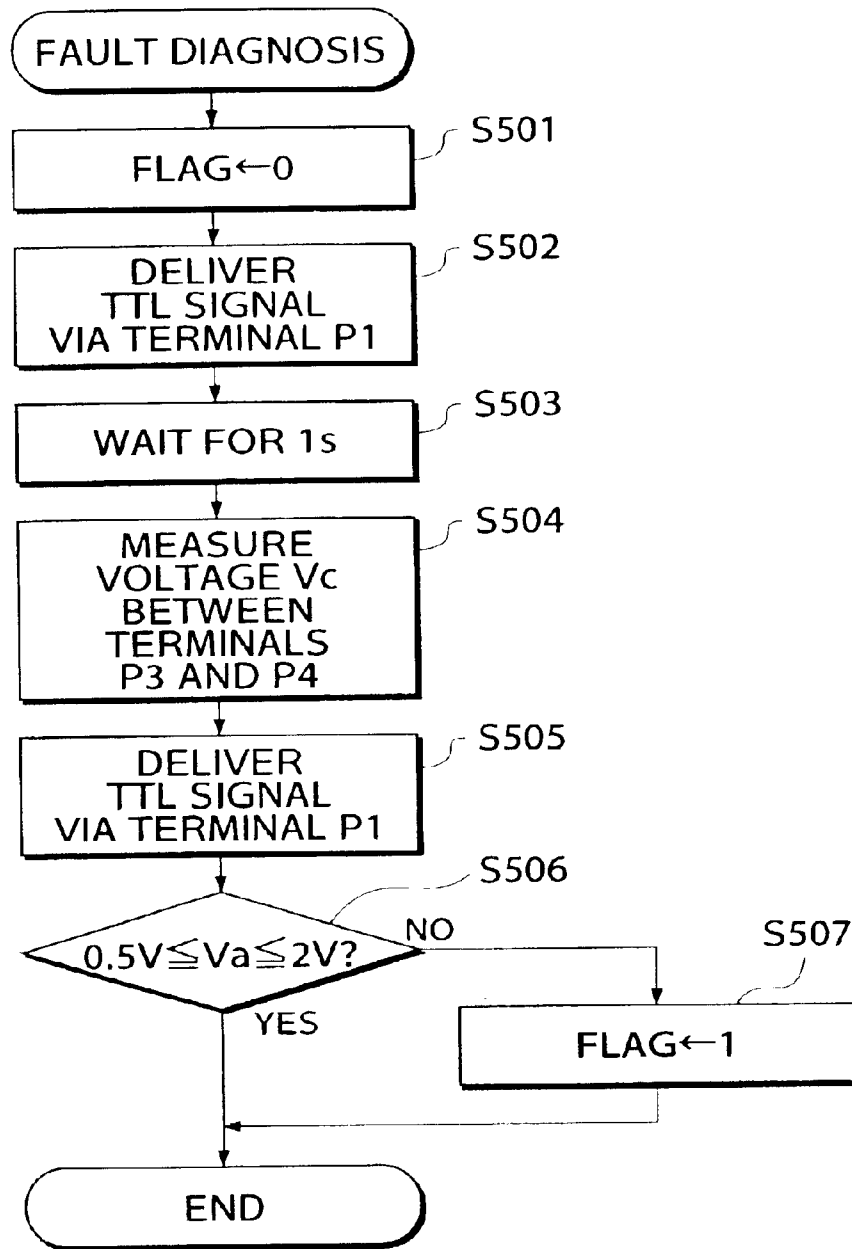 FAULT DIAGNOSIS
S501
FLAG←0
S502
DELIVER
TTL SIGNAL
VIA TERMINAL P1
S503
WAIT FOR 1s
S504
MEASURE
VOLTAGE Vc
BETWEEN
TERMINALS
P3 AND P4
S505
DELIVER
TTL SIGNAL
VIA TERMINAL P1
S506
0.5V≦Va≦2V?
NO
YES
S507
FLAG←1
END